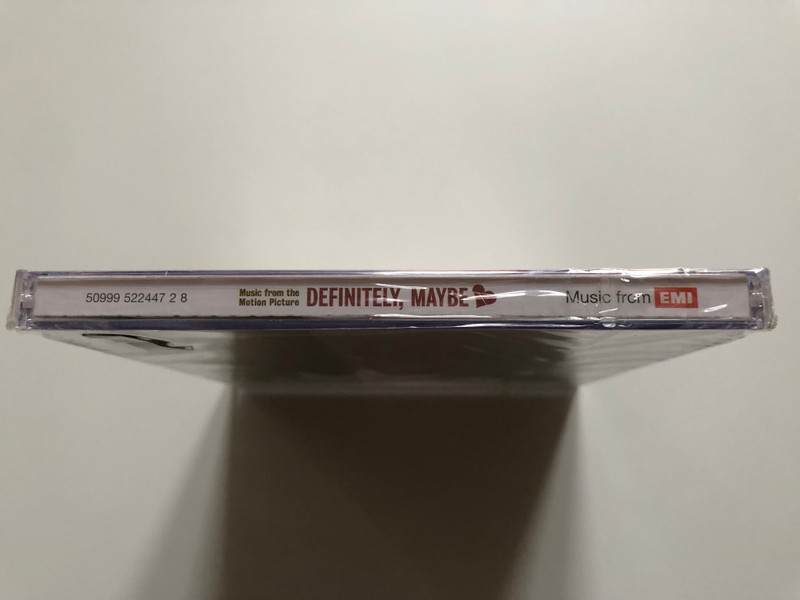 50999 522447 2 8
Music from the
Motion Picture
DEFINITELY, MAYBE
Music from EMI